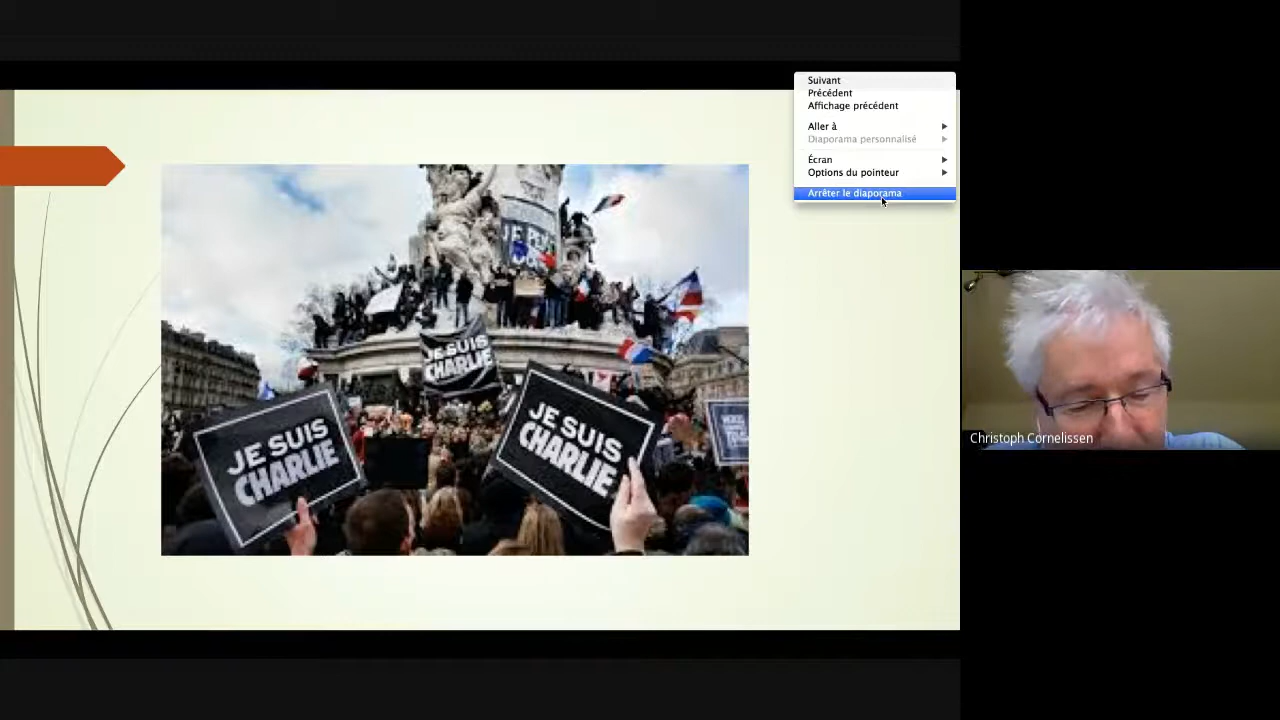 Suivant
Précédent
Affichage précédent
Aller à
Diaporama personnalisé
Écran
Options du pointeur
Arrêter le diaporama
JE
JE SUIS
CHARLIE
JE SUIS
CHARLIE
JE SUIS
CHARLIE
Christoph Cornelissen